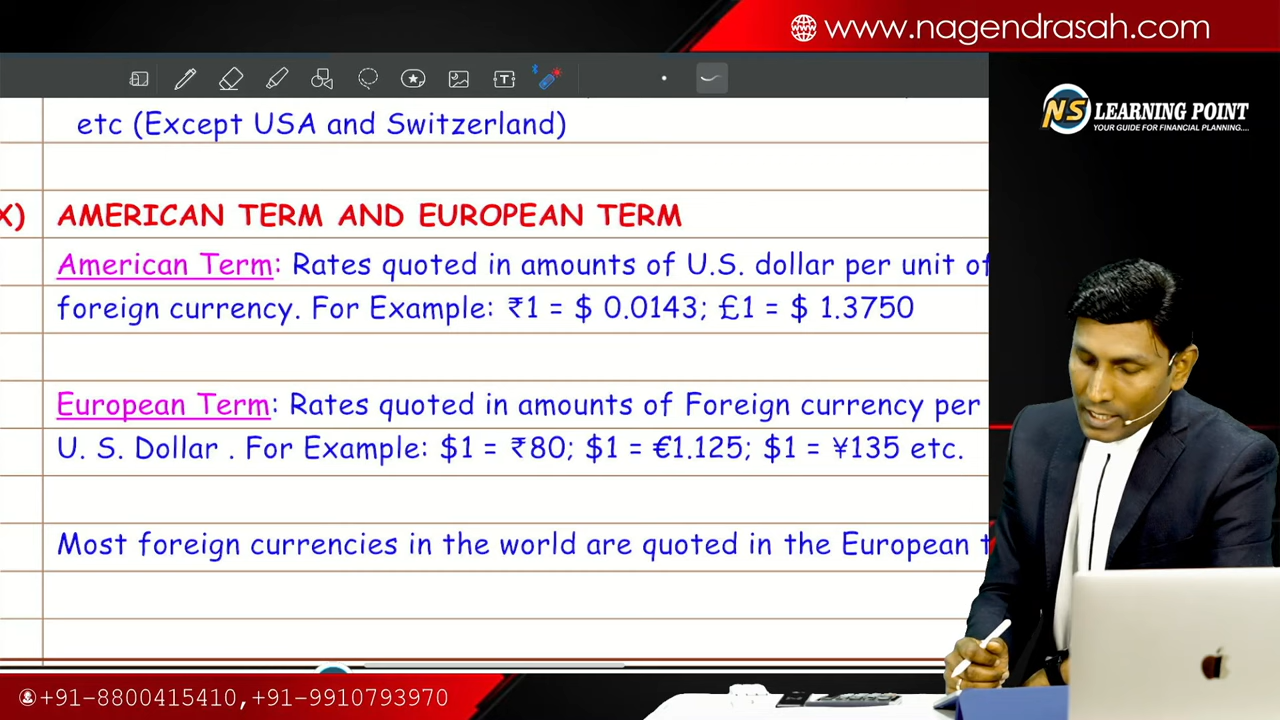 www.nagendrasah.com
NS LEARNING POINT
YOUR GUIDE FOR FINANCIAL PLANNING....
etc (Except USA and Switzerland)
X) AMERICAN TERM AND EUROPEAN TERM
American Term: Rates quoted in amounts of U.S. dollar per unit of
foreign currency. For Example: ₹1 = $ 0.0143; £1 = $ 1.3750
European Term: Rates quoted in amounts of Foreign currency per
U. S. Dollar . For Example: $1 = ₹80; $1 = €1.125; $1 = ¥135 etc.
Most foreign currencies in the world are quoted in the European
+91-8800415410,+91-9910793970